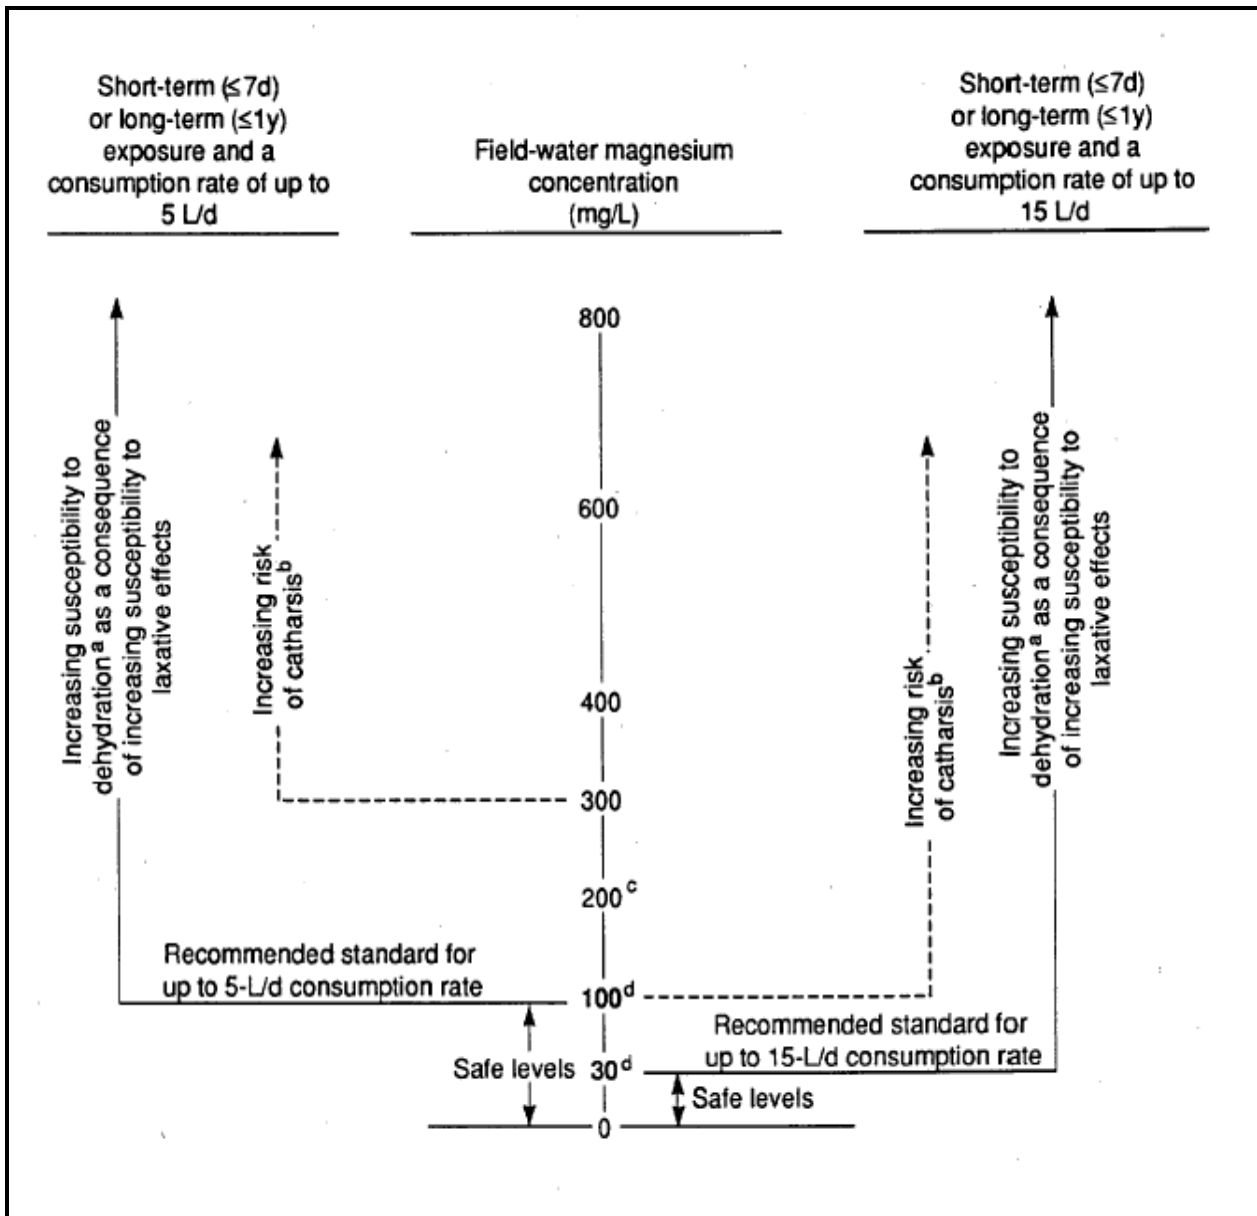 Short-term (≤7d)
or long-term (≤1y)
exposure and a
consumption rate of up to
5 L/d
Field-water magnesium
concentration
(mg/L)
Short-term (≤7d)
or long-term (≤1y)
exposure and a
consumption rate of up to
15 L/d
Increasing susceptibility to
dehydrationᵃ as a consequence
of increasing susceptibility to
laxative effects
Increasing risk
of catharsisᵇ
800
600
400
300
200ᶜ
100ᵈ
30ᵈ
0
Increasing risk
of catharsisᵇ
Increasing susceptibility to
dehydrationᵃ as a consequence
of increasing susceptibility to
laxative effects
Recommended standard for
up to 5-L/d consumption rate
Safe levels
Recommended standard for
up to 15-L/d consumption rate
Safe levels